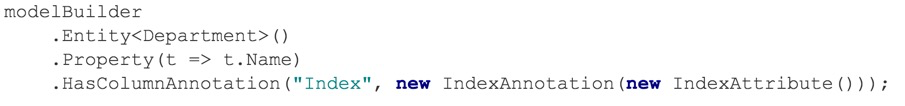 modelBuilder
    .Entity<Department>()
    .Property(t => t.Name)
    .HasColumnAnnotation("Index", new IndexAnnotation(new IndexAttribute()));